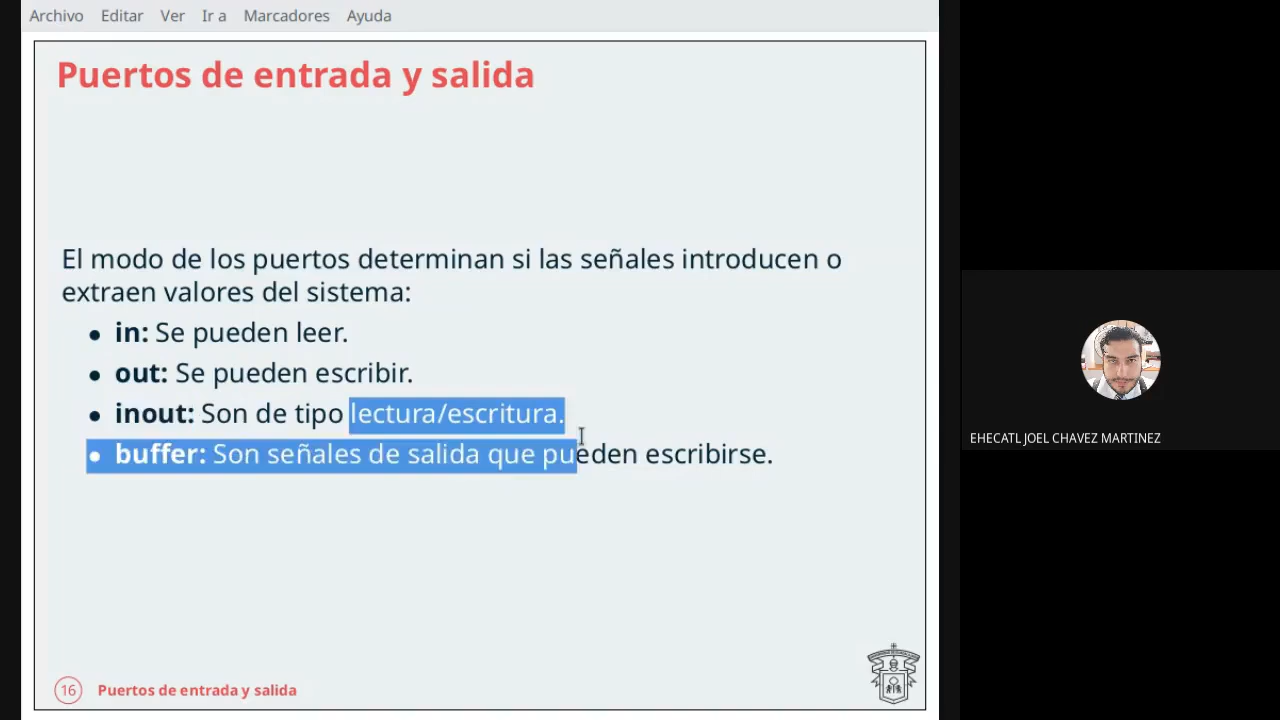 Archivo Editar Ver Ir a Marcadores Ayuda
Puertos de entrada y salida
El modo de los puertos determinan si las señales introducen o
extraen valores del sistema:
• in: Se pueden leer.
• out: Se pueden escribir.
• inout: Son de tipo lectura/escritura.
• buffer: Son señales de salida que pueden escribirse.
EHECATL JOEL CHAVEZ MARTINEZ
16 Puertos de entrada y salida